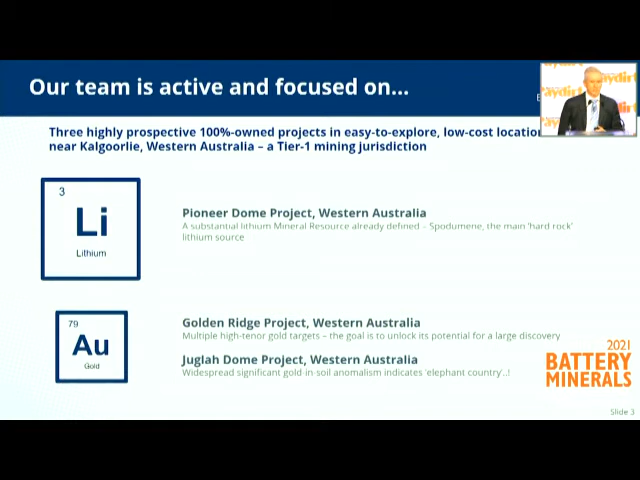 Our team is active and focused on...
Three highly prospective 100%-owned projects in easy-to-explore, low-cost
near Kalgoorlie, Western Australia – a Tier-1 mining jurisdiction
3
Li
Lithium
Pioneer Dome Project, Western Australia
A substantial lithium Mineral Resource already defined – Spodumene, the main 'hard rock'
lithium source
79
Au
Gold
Golden Ridge Project, Western Australia
Multiple high-tenor gold targets – the goal is to unlock its potential for a large discovery
Juglah Dome Project, Western Australia
Widespread significant gold-in-soil anomalism indicates 'elephant country'..!
2021
BATTERY
MINERALS
Slide 3